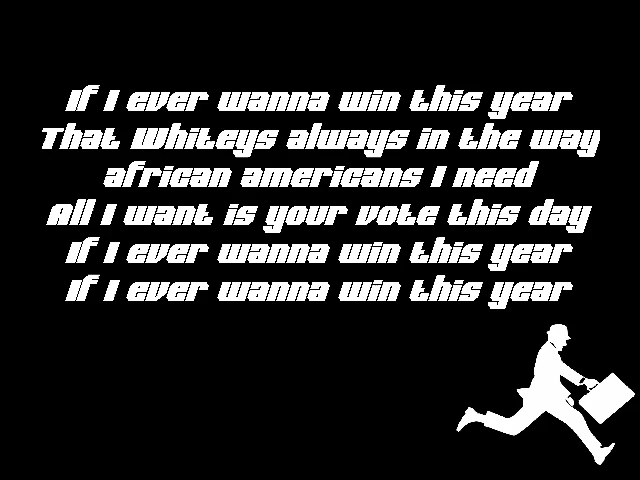 If I ever wanna win this year
That Whiteys always in the way
african americans I need
All I want is your vote this day
If I ever wanna win this year
If I ever wanna win this year